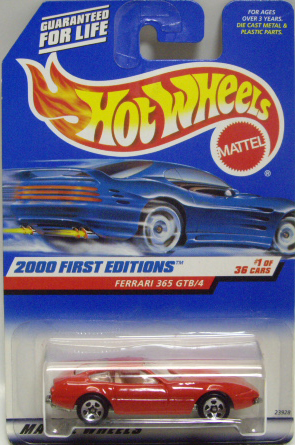 GUARANTEED
FOR LIFE
FOR AGES
OVER 3 YEARS.
DIE CAST METAL &
PLASTIC PARTS.
HOT WHEELS
MATTEL
®
2000 FIRST EDITIONS™
#1 OF
36 CARS
FERRARI 365 GTB/4